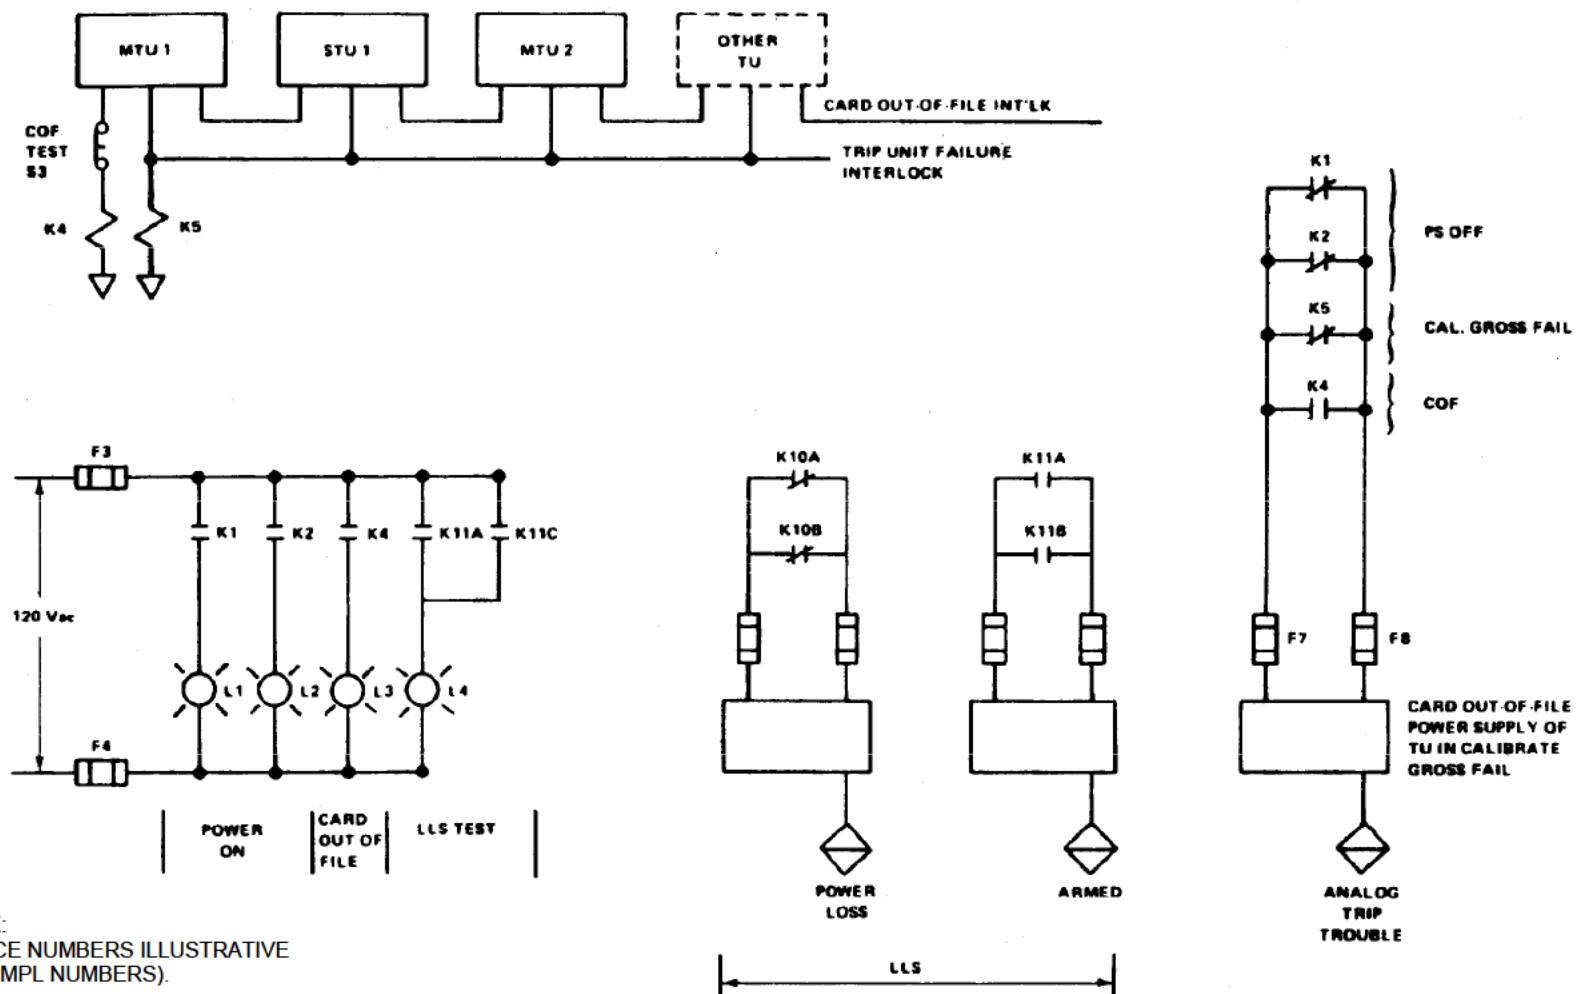 MTU 1
STU 1
MTU 2
OTHER
TU
CARD OUT-OF-FILE INT'LK
COF
TEST
S3
TRIP UNIT FAILURE
INTERLOCK
K4
K5
K1
K2
PS OFF
K5
CAL. GROSS FAIL
K4
COF
F3
K1
K2
K4
K11A
K11C
120 Vac
L1
L2
L3
L4
F4
POWER
ON
CARD
OUT OF
FILE
LLS TEST
K10A
K10B
K11A
K11B
F7
F8
CARD OUT-OF-FILE
POWER SUPPLY OF
TU IN CALIBRATE
GROSS FAIL
POWER
LOSS
ARMED
ANALOG
TRIP
TROUBLE
LLS
CE NUMBERS ILLUSTRATIVE
MPL NUMBERS).